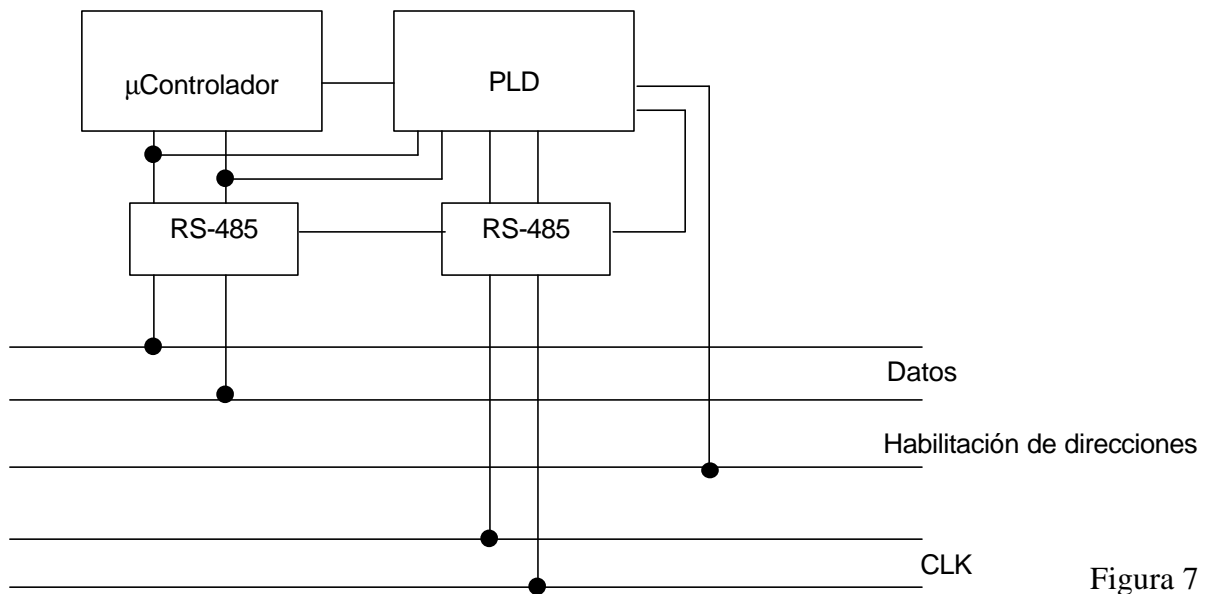 μControlador
PLD
RS-485
RS-485
Datos
Habilitación de direcciones
CLK
Figura 7